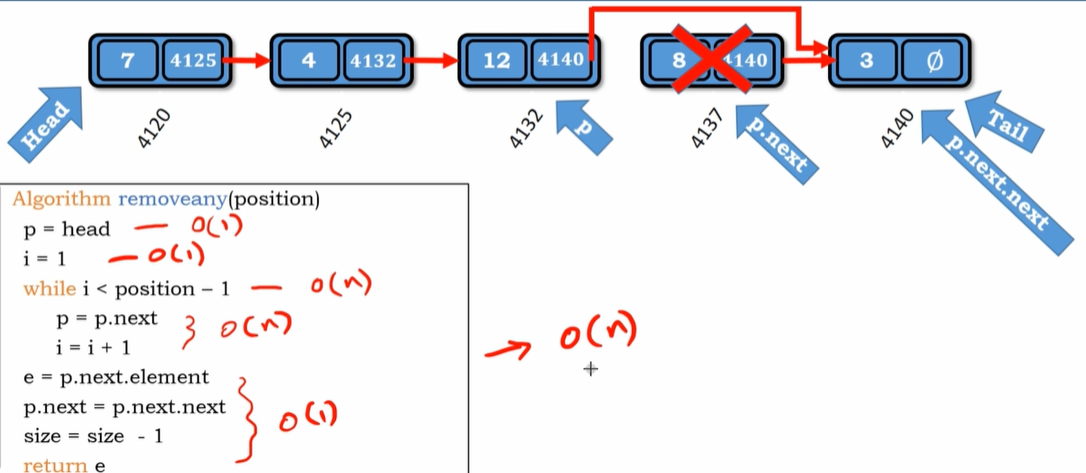 7 4125 4 4132 12 4140 8 4140 3 Ø
Head 4120 4125 4132 p 4137 p.next 4140 Tail p.next.next
Algorithm removeany(position)
p = head — O(1)
i = 1 — O(1)
while i < position – 1 — O(n)
p = p.next
i = i + 1 } O(n)
→ O(n)
e = p.next.element
p.next = p.next.next
size = size - 1 } O(1)
return e